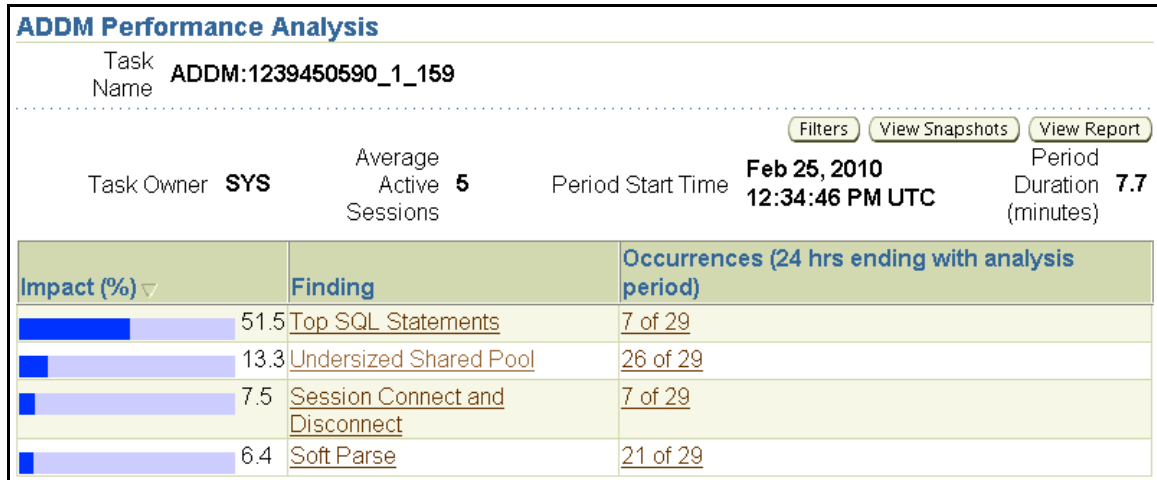 ADDM Performance Analysis
Task
Name
ADDM:1239450590_1_159
Filters
View Snapshots
View Report
Task Owner SYS
Average
Active
Sessions
5
Period Start Time
Feb 25, 2010
12:34:46 PM UTC
Period
Duration
(minutes)
7.7
Impact (%)
Finding
Occurrences (24 hrs ending with analysis
period)
51.5 Top SQL Statements 7 of 29
13.3 Undersized Shared Pool 26 of 29
7.5 Session Connect and
Disconnect
7 of 29
6.4 Soft Parse 21 of 29